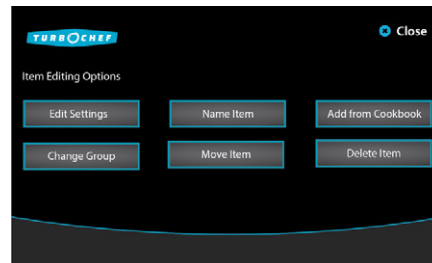 TURBOCHEF
Close
Item Editing Options
Edit Settings
Name Item
Add from Cookbook
Change Group
Move Item
Delete Item